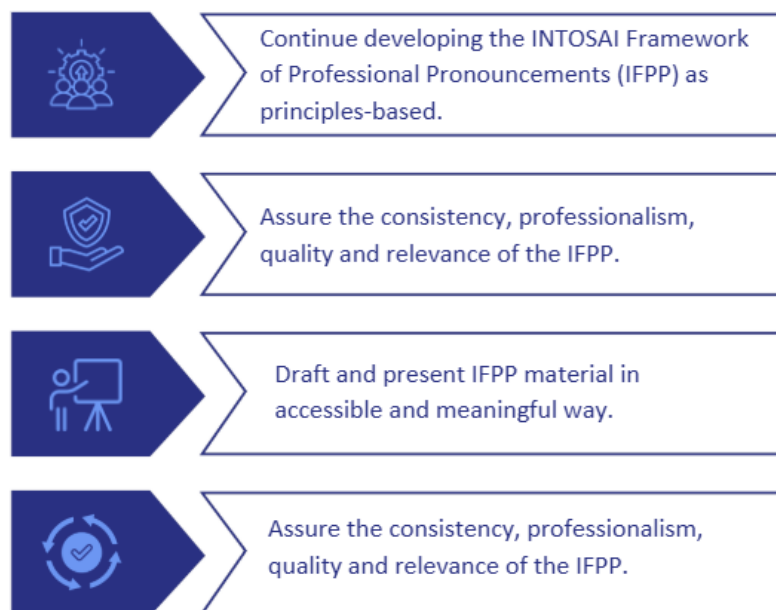 Continue developing the INTOSAI Framework
of Professional Pronouncements (IFPP) as
principles-based.
Assure the consistency, professionalism,
quality and relevance of the IFPP.
Draft and present IFPP material in
accessible and meaningful way.
Assure the consistency, professionalism,
quality and relevance of the IFPP.